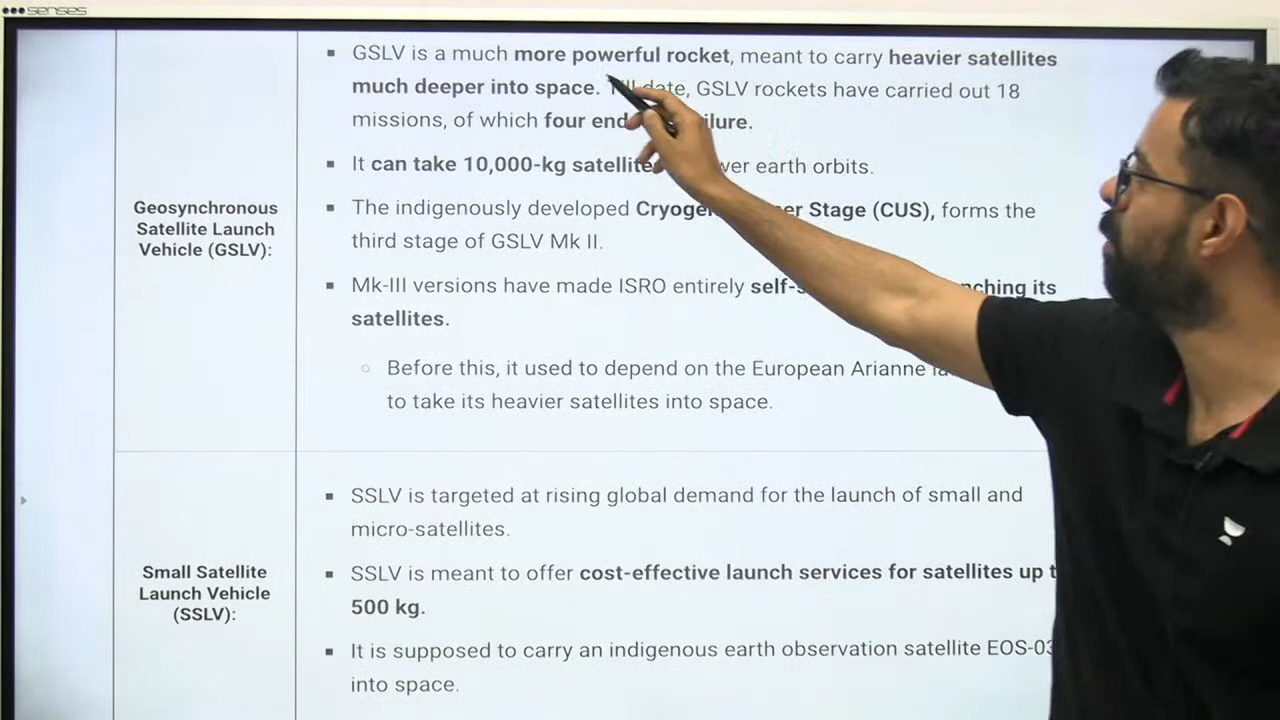 senses
GSLV is a much more powerful rocket, meant to carry heavier satellites
much deeper into space. date, GSLV rockets have carried out 18
missions, of which four
It can take 10,000-kg earth orbits.
Geosynchronous
Satellite Launch
Vehicle (GSLV):
The indigenously developed Stage (CUS), forms the
third stage of GSLV Mk II.
Mk-III versions have made ISRO entirely its
satellites.
Before this, it used to depend on the European Arianne
to take its heavier satellites into space.
SSLV is targeted at rising global demand for the launch of small and
micro-satellites.
Small Satellite
Launch Vehicle
(SSLV):
SSLV is meant to offer cost-effective launch services for satellites up
500 kg.
It is supposed to carry an indigenous earth observation satellite EOS-03
into space.